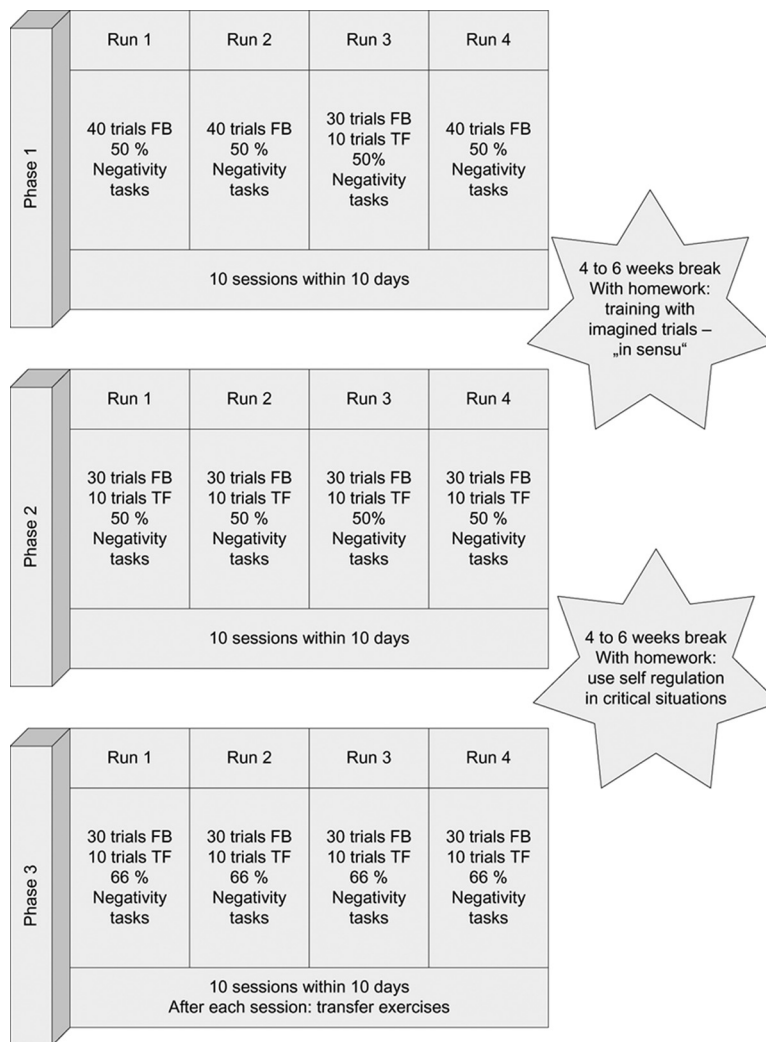 Phase 1
Run 1
Run 2
Run 3
Run 4
40 trials FB
50 %
Negativity
tasks
40 trials FB
50 %
Negativity
tasks
30 trials FB
10 trials TF
50%
Negativity
tasks
40 trials FB
50 %
Negativity
tasks
10 sessions within 10 days
4 to 6 weeks break
With homework:
training with
imagined trials –
„in sensu“
Phase 2
Run 1
Run 2
Run 3
Run 4
30 trials FB
10 trials TF
50 %
Negativity
tasks
30 trials FB
10 trials TF
50 %
Negativity
tasks
30 trials FB
10 trials TF
50%
Negativity
tasks
30 trials FB
10 trials TF
50 %
Negativity
tasks
10 sessions within 10 days
4 to 6 weeks break
With homework:
use self regulation
in critical situations
Phase 3
Run 1
Run 2
Run 3
Run 4
30 trials FB
10 trials TF
66 %
Negativity
tasks
30 trials FB
10 trials TF
66 %
Negativity
tasks
30 trials FB
10 trials TF
66 %
Negativity
tasks
30 trials FB
10 trials TF
66 %
Negativity
tasks
10 sessions within 10 days
After each session: transfer exercises